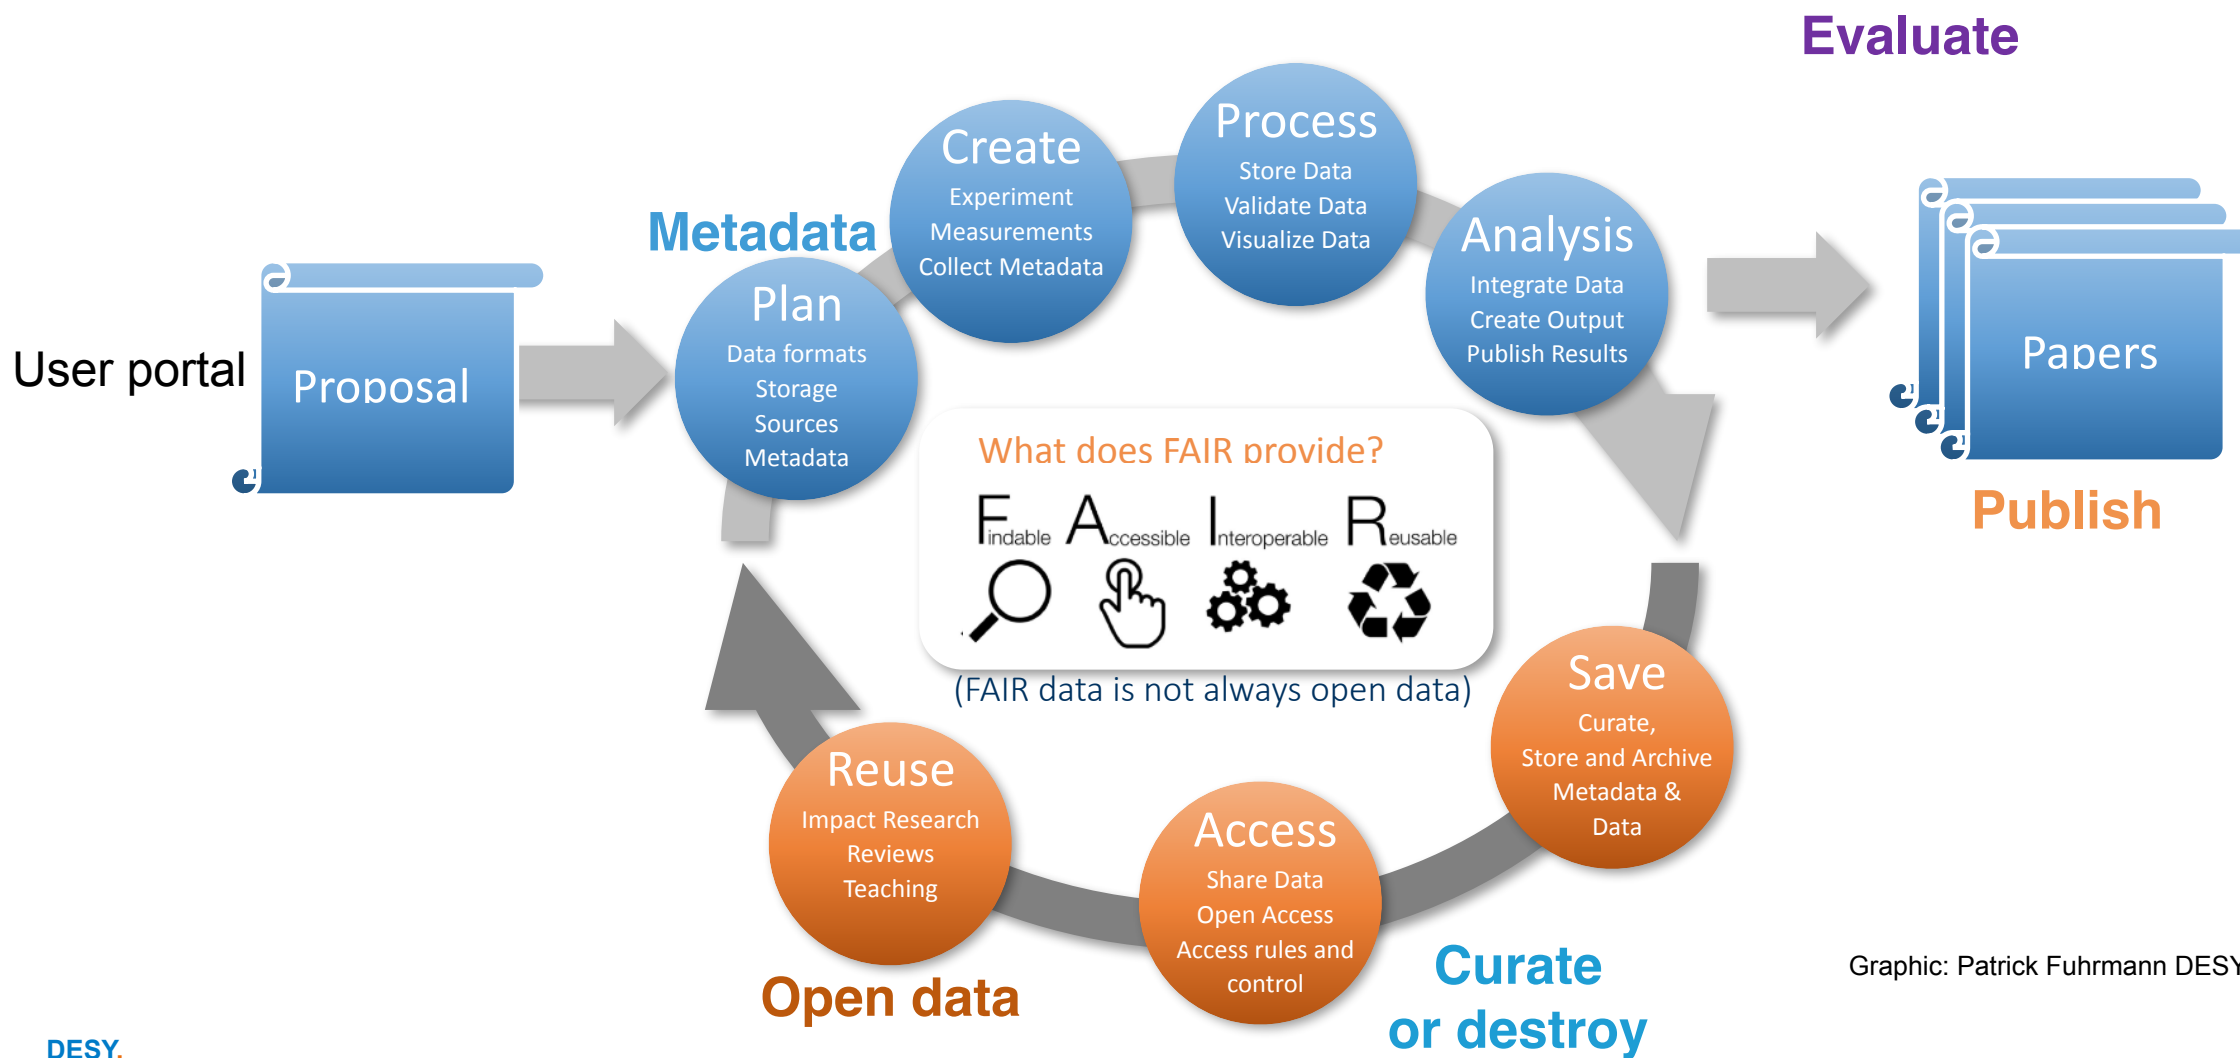 Evaluate
User portal
Proposal
Metadata
Plan
Data formats
Storage
Sources
Metadata
Create
Experiment
Measurements
Collect Metadata
Process
Store Data
Validate Data
Visualize Data
Analysis
Integrate Data
Create Output
Publish Results
Papers
Publish
What does FAIR provide?
Findable Accessible Interoperable Reusable
(FAIR data is not always open data)
Save
Curate,
Store and Archive
Metadata &
Data
Access
Share Data
Open Access
Access rules and
control
Reuse
Impact Research
Reviews
Teaching
Open data
Curate
or destroy
Graphic: Patrick Fuhrmann DESY
DESY.